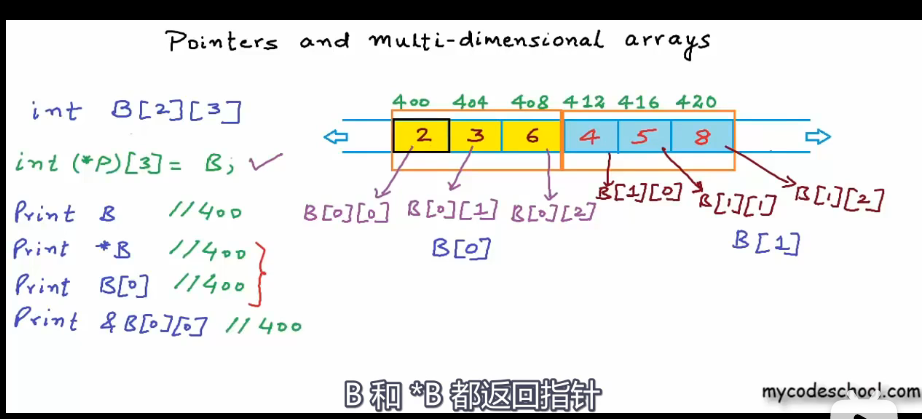 Pointers and multi-dimensional arrays
int B[2][3]
400 404 408 412 416 420
2 3 6 4 5 8
int (*P)[3] = B;
B[0][0] B[0][1] B[0][2] B[1][0] B[1][1] B[1][2]
Print B //400
B[0] B[1]
Print *B //400
Print B[0] //400
Print &B[0][0] //400
B 和 *B 都返回指针
mycodeschool.com